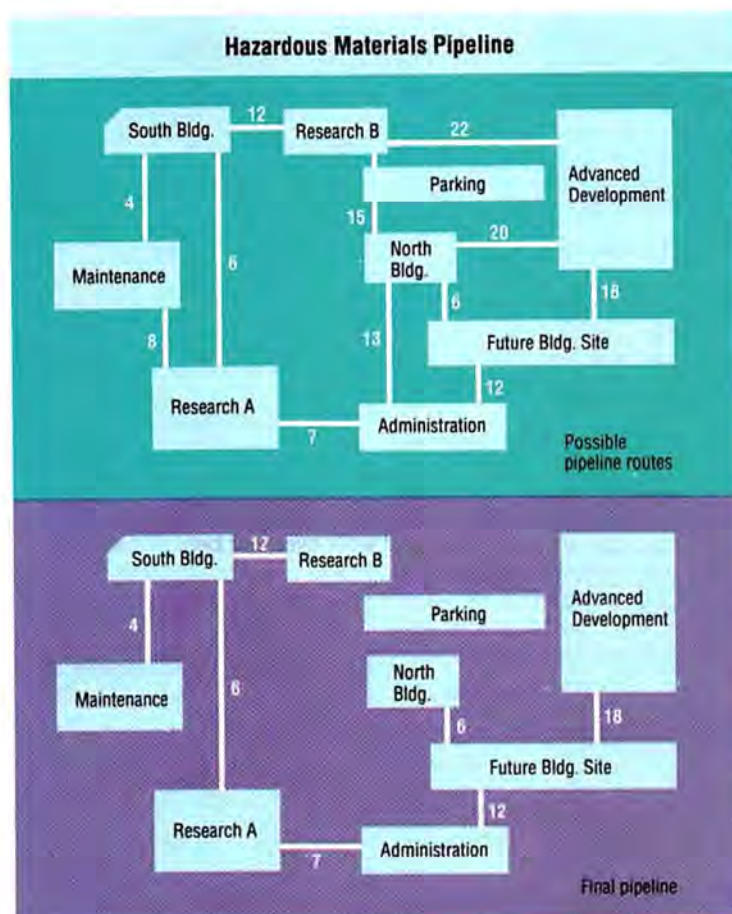 Hazardous Materials Pipeline
South Bldg.
12
Research B
22
Advanced
Development
Parking
4
15
6
North
Bldg.
20
Maintenance
8
13
6
Future Bldg. Site
Research A
12
7
Administration
Possible
pipeline routes
South Bldg.
12
Research B
Advanced
Development
Parking
4
6
North
Bldg.
Maintenance
6
18
Future Bldg. Site
Research A
12
7
Administration
Final pipeline